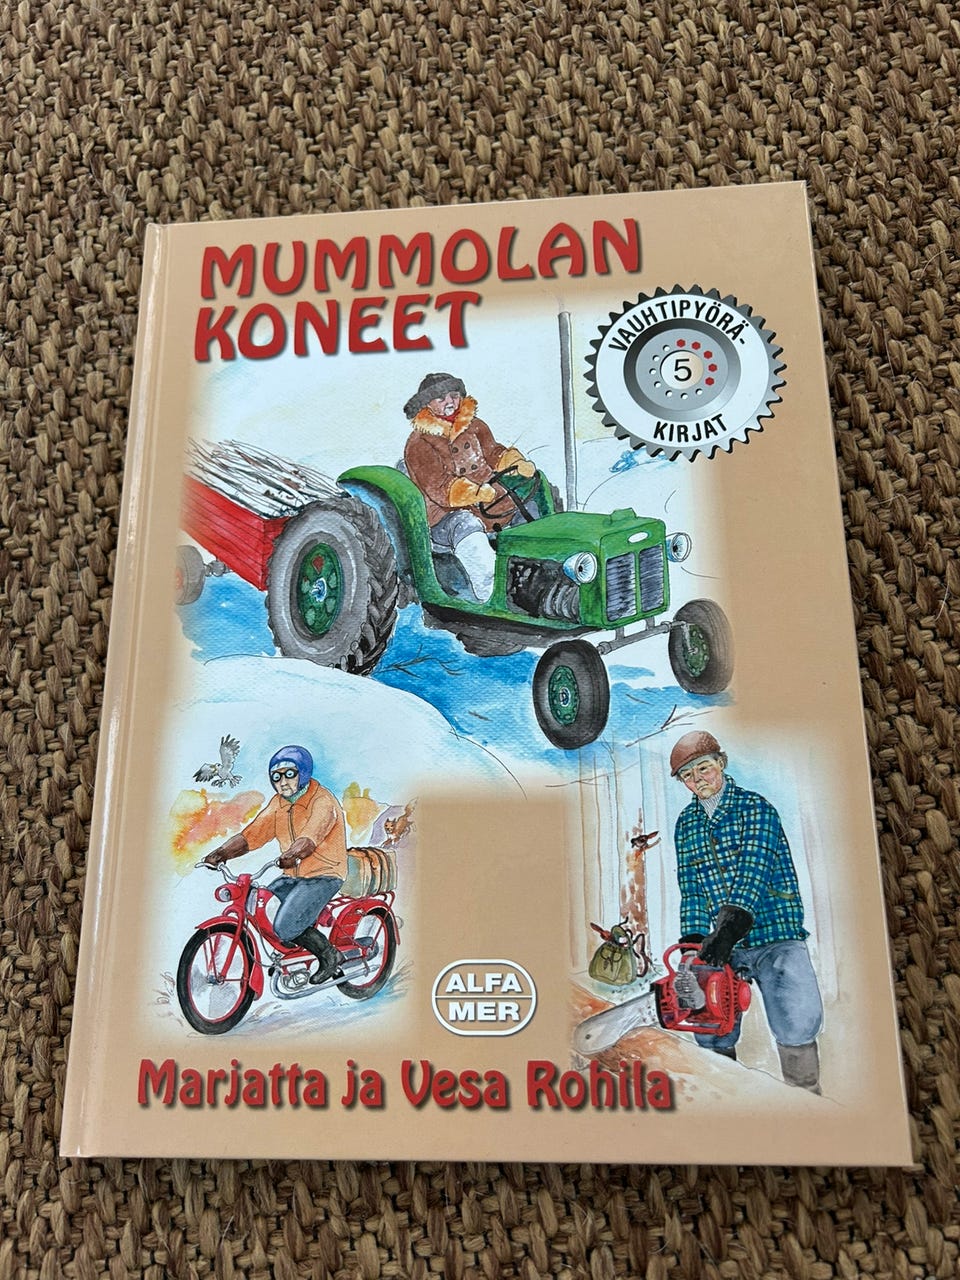 MUMMOLAN
KONEET
VAUHTIPYÖRÄ-
5
KIRJAT
ALFA
MER
Marjatta ja Vesa Rohila